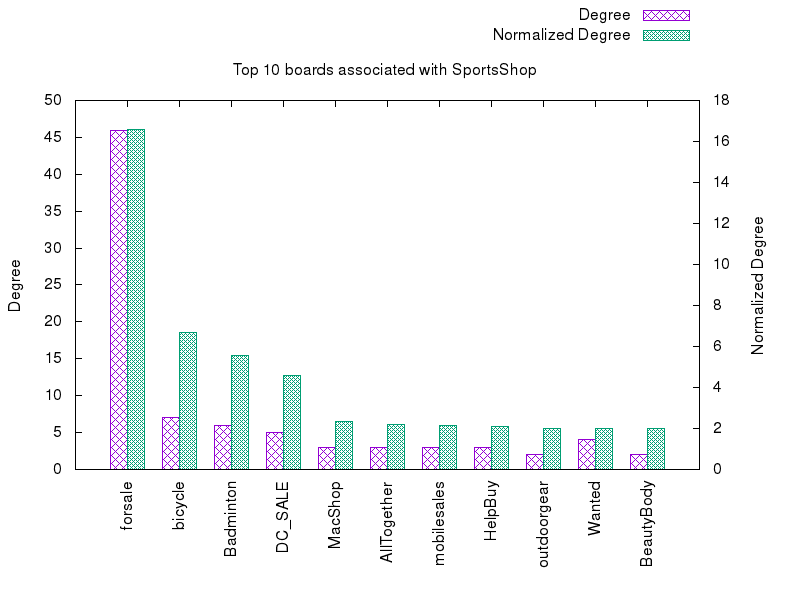 Degree
Normalized Degree
Top 10 boards associated with SportsShop
50
45
40
35
30
25
20
15
10
5
0
18
16
14
12
10
8
6
4
2
0
Degree
Normalized Degree
forsale
bicycle
Badminton
DC_SALE
MacShop
AllTogether
mobilesales
HelpBuy
outdoorgear
Wanted
BeautyBody